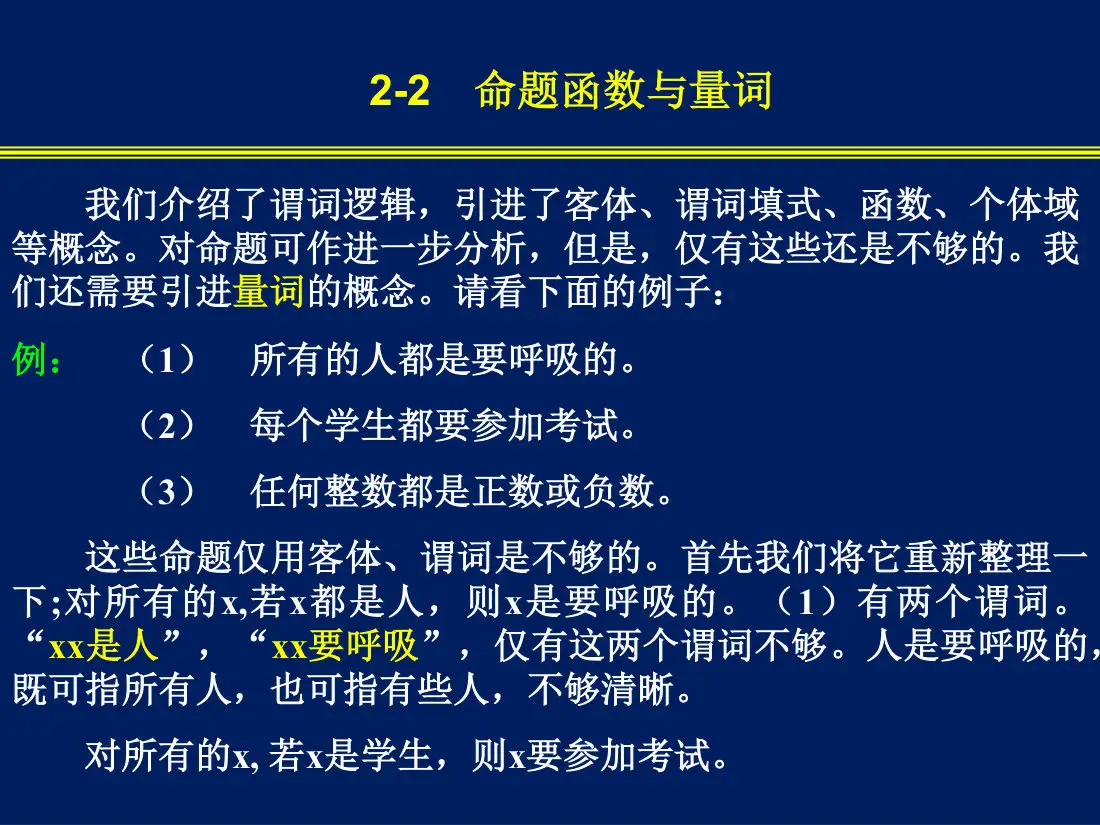 2-2 命题函数与量词
我们介绍了谓词逻辑，引进了客体、谓词填式、函数、个体域
等概念。对命题可作进一步分析，但是，仅有这些还是不够的。我
们还需要引进量词的概念。请看下面的例子：
例： （1） 所有的人都是要呼吸的。
（2） 每个学生都要参加考试。
（3） 任何整数都是正数或负数。
这些命题仅用客体、谓词是不够的。首先我们将它重新整理一
下;对所有的x,若x都是人，则x是要呼吸的。（1）有两个谓词。
“xx是人”，“xx要呼吸”，仅有这两个谓词不够。人是要呼吸的，
既可指所有人，也可指有些人，不够清晰。
对所有的x, 若x是学生，则x要参加考试。